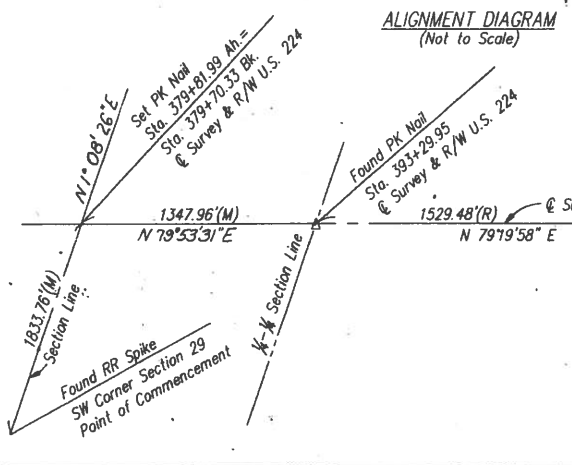 ALIGNMENT DIAGRAM
(Not to Scale)
N 1° 08' 26" E
Set PK Nail
Sta. 379+81.99 Ah.=
Sta. 379+70.33 Bk.
℄ Survey & R/W U.S. 224
Found PK Nail
Sta. 393+29.95
℄ Survey & R/W U.S. 224
1347.96'(M)
N 79°53'31"E
1529.48'(R)
N 79°19'58" E
℄ S
1833.76'(M)
Section Line
¼-¼ Section Line
Found RR Spike
SW Corner Section 29
Point of Commencement